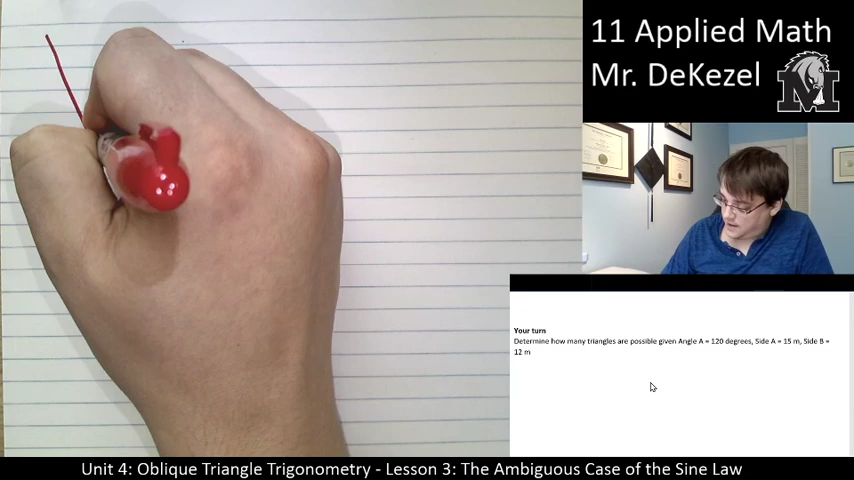 11 Applied Math
Mr. DeKezel
M
Your turn
Determine how many triangles are possible given Angle A = 120 degrees, Side A = 15 m, Side B =
12 m
Unit 4: Oblique Triangle Trigonometry - Lesson 3: The Ambiguous Case of the Sine Law